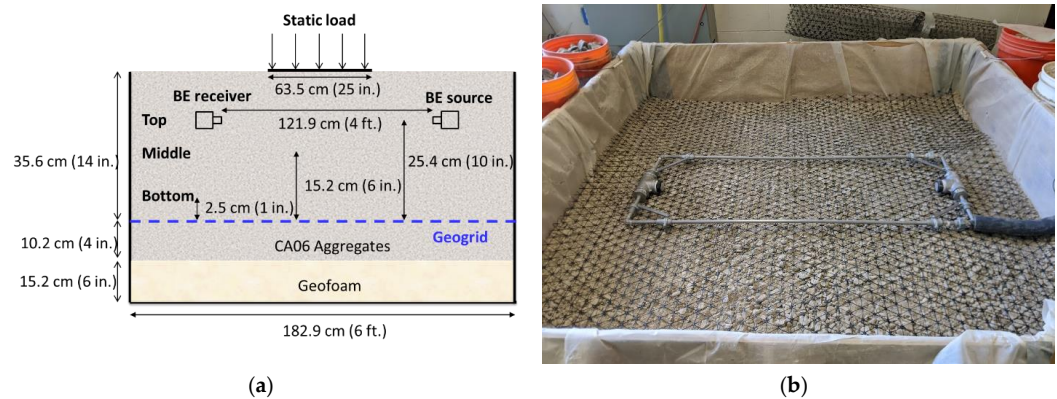 Static load
63.5 cm (25 in.)
BE receiver
BE source
Top
121.9 cm (4 ft.)
35.6 cm (14 in.)
Middle
25.4 cm (10 in.)
15.2 cm (6 in.)
Bottom
2.5 cm (1 in.)
Geogrid
10.2 cm (4 in.)
CA06 Aggregates
15.2 cm (6 in.)
Geofoam
182.9 cm (6 ft.)
(a)
(b)